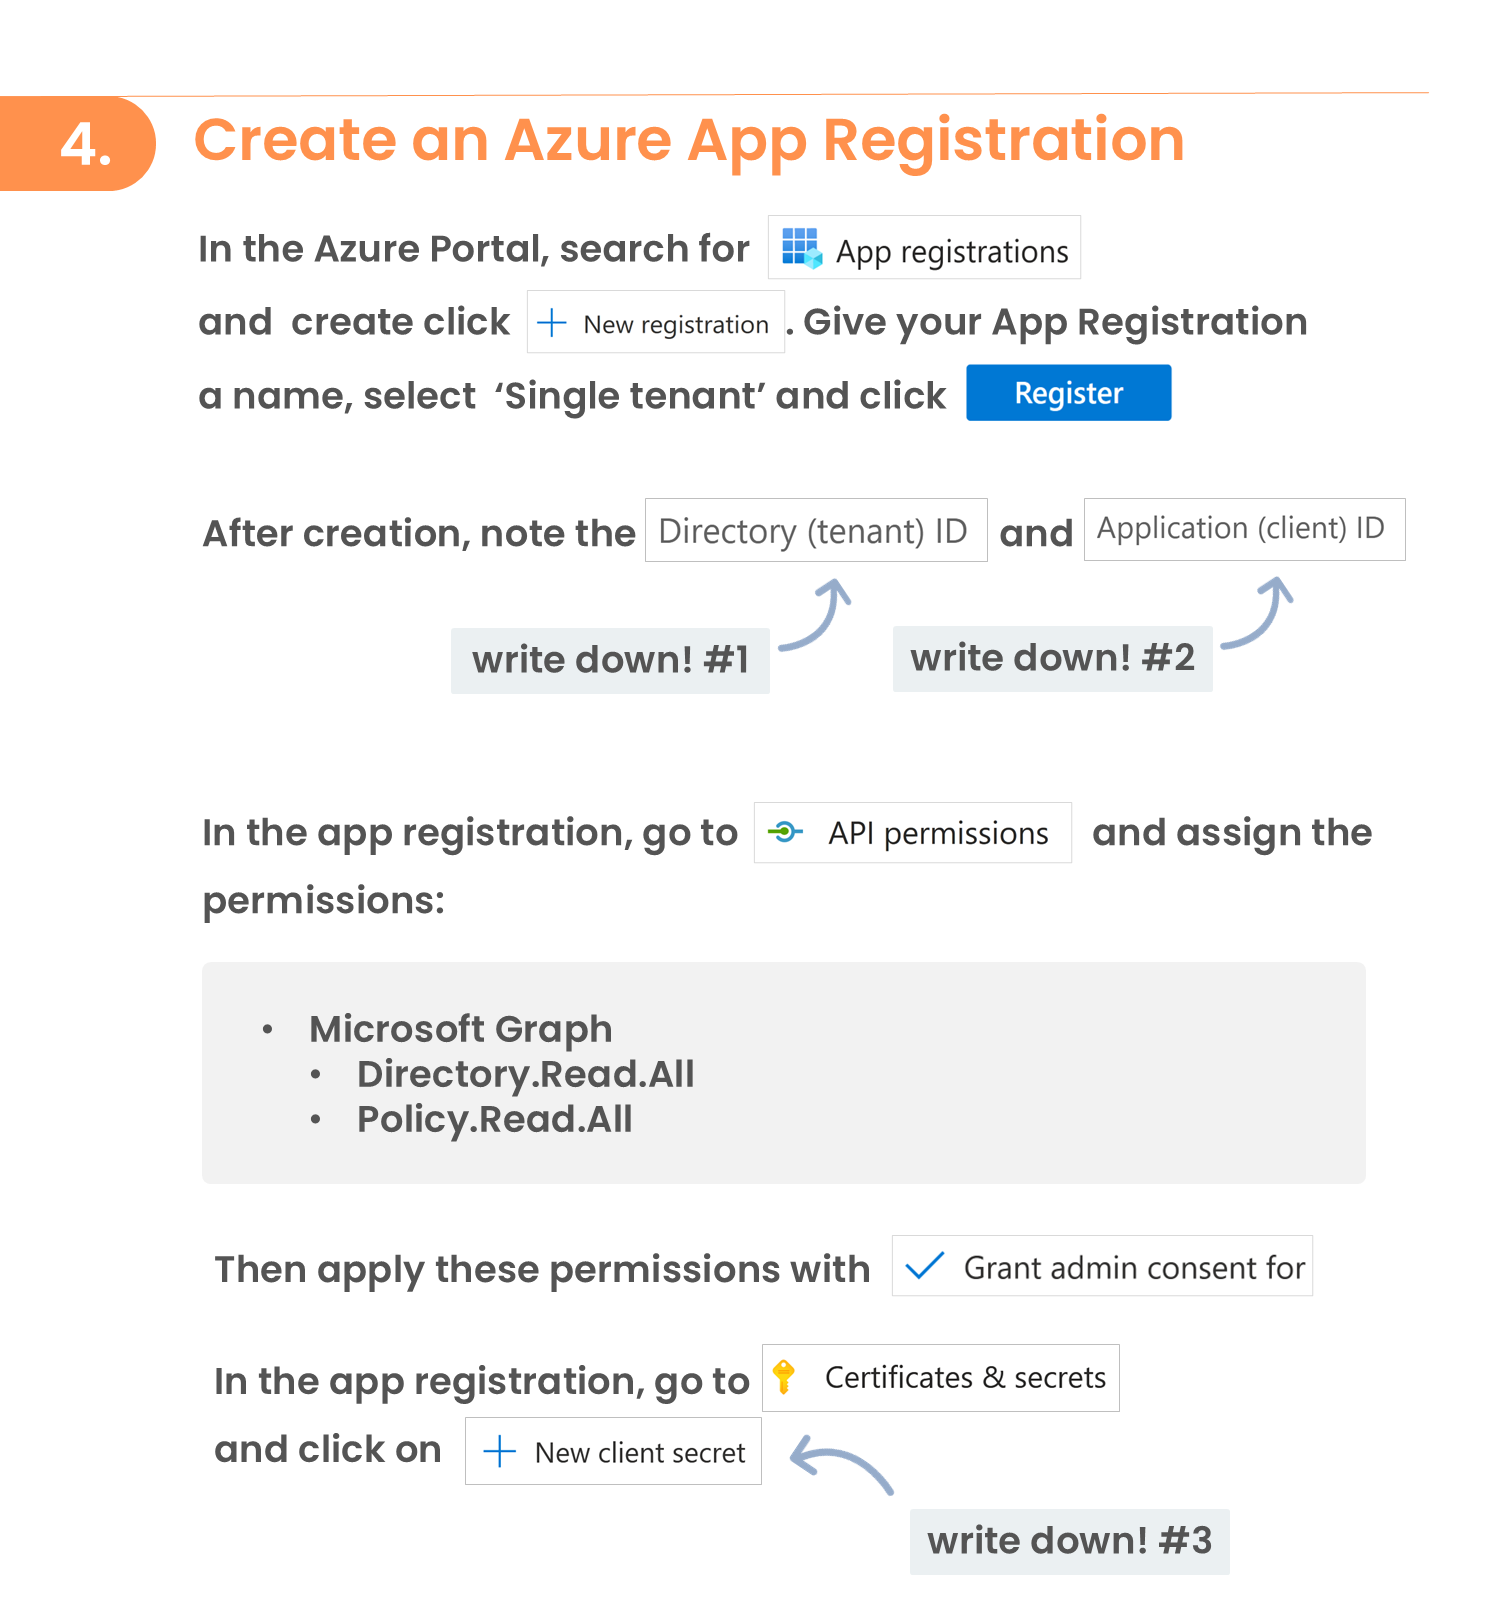 4. Create an Azure App Registration
In the Azure Portal, search for App registrations
and create click + New registration . Give your App Registration
a name, select ‘Single tenant’ and click Register
After creation, note the Directory (tenant) ID and Application (client) ID
write down! #1 write down! #2
In the app registration, go to API permissions and assign the
permissions:
• Microsoft Graph
• Directory.Read.All
• Policy.Read.All
Then apply these permissions with Grant admin consent for
In the app registration, go to Certificates & secrets
and click on + New client secret
write down! #3